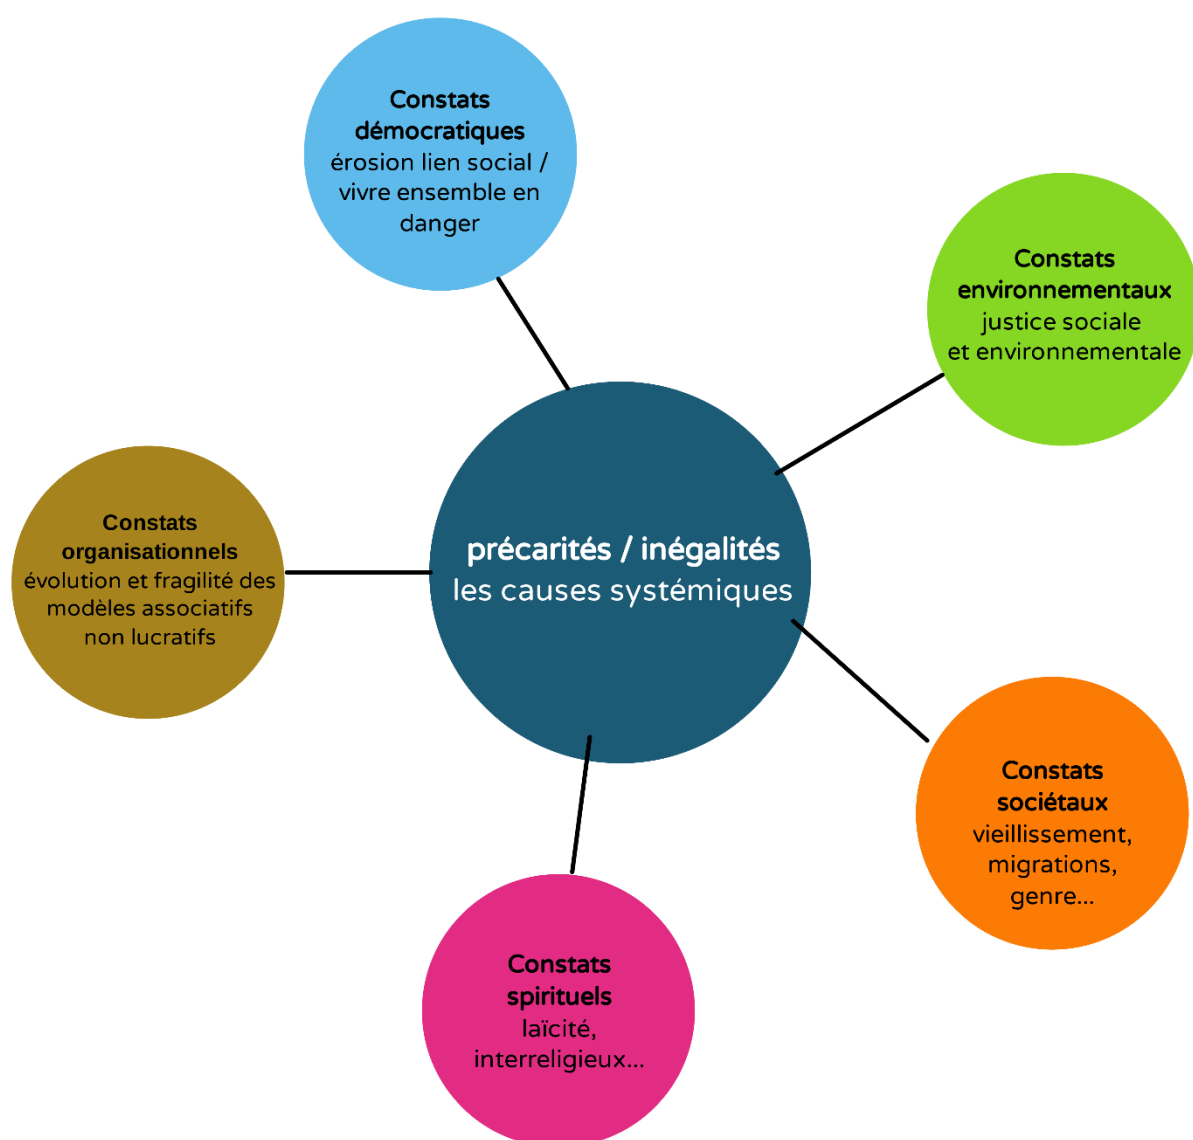 Constats
démocratiques
érosion lien social /
vivre ensemble en
danger
Constats
environnementaux
justice sociale
et environnementale
précarités / inégalités
les causes systémiques
Constats
organisationnels
évolution et fragilité des
modèles associatifs
non lucratifs
Constats
sociétaux
vieillissement,
migrations,
genre...
Constats
spirituels
laïcité,
interreligieux...